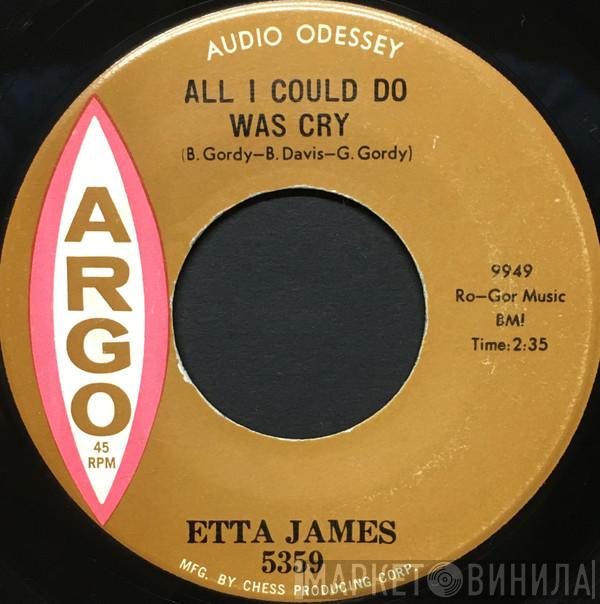 AUDIO ODESSEY
ALL I COULD DO
WAS CRY
(B. Gordy—B. Davis—G. Gordy)
ARGO
45
RPM
9949
Ro—Gor Music
BM!
Time: 2:35
ETTA JAMES
5359
MFG. BY CHESS PRODUCING CORP.
МАРКЕТ ВИНИЛА